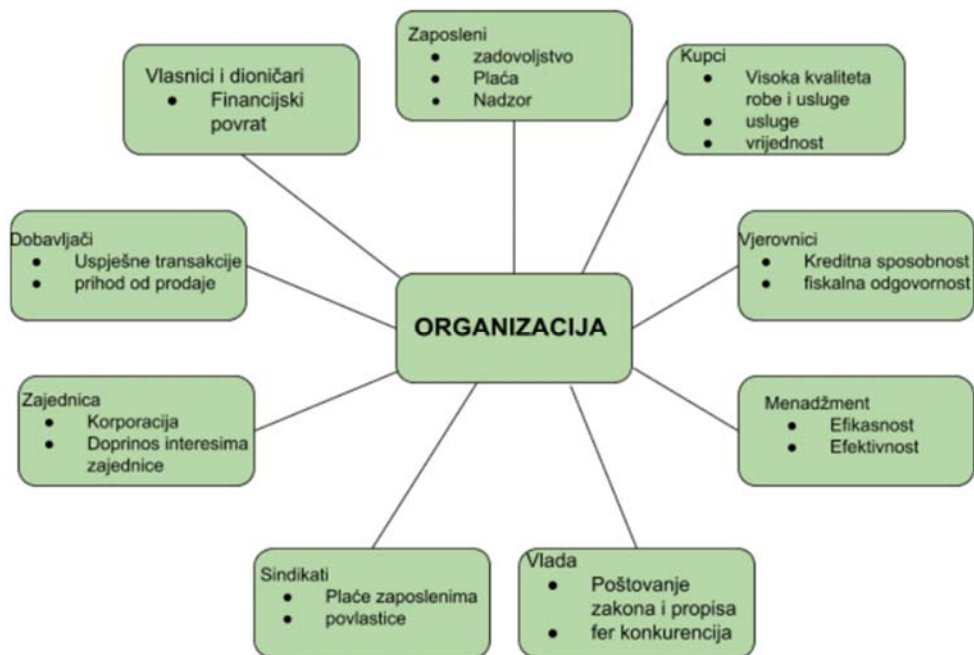 Vlasnici i dioničari
● Financijski
povrat
Zaposleni
● zadovoljstvo
● Plaća
● Nadzor
Kupci
● Visoka kvaliteta
robe i usluge
● usluge
● vrijednost
Dobavljači
● Uspješne transakcije
● prihod od prodaje
ORGANIZACIJA
Vjerovnici
● Kreditna sposobnost
● fiskalna odgovornost
Zajednica
● Korporacija
● Doprinos interesima
zajednice
Menadžment
● Efikasnost
● Efektivnost
Sindikati
● Plaće zaposlenima
● povlastice
Vlada
● Poštovanje
zakona i propisa
● fer konkurencija